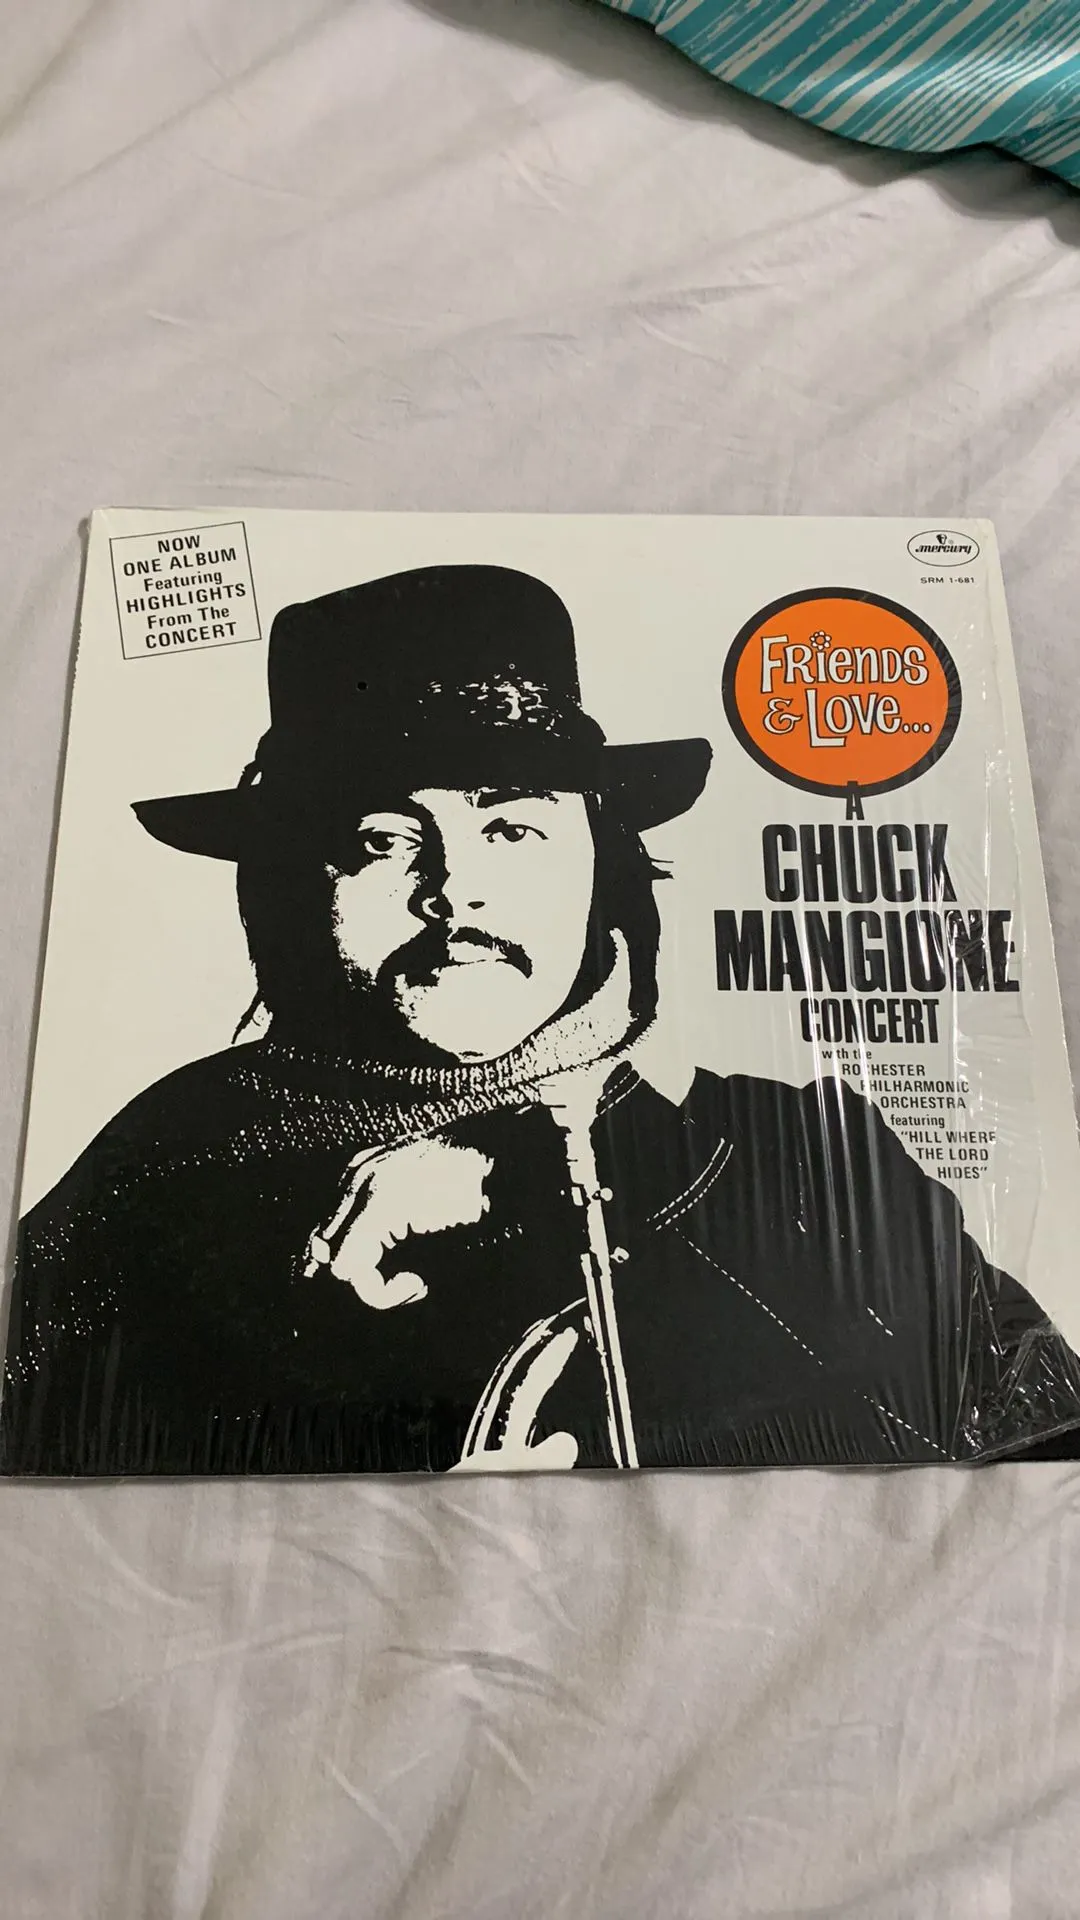 NOW
ONE ALBUM
Featuring
HIGHLIGHTS
From The
CONCERT
mercury
SRM 1-681
FRiENDS
& LOVE...
A
CHUCK
MANGIONE
CONCERT
with the
ROCHESTER
PHILHARMONIC
ORCHESTRA
featuring
"HILL WHERE
THE LORD
HIDES"